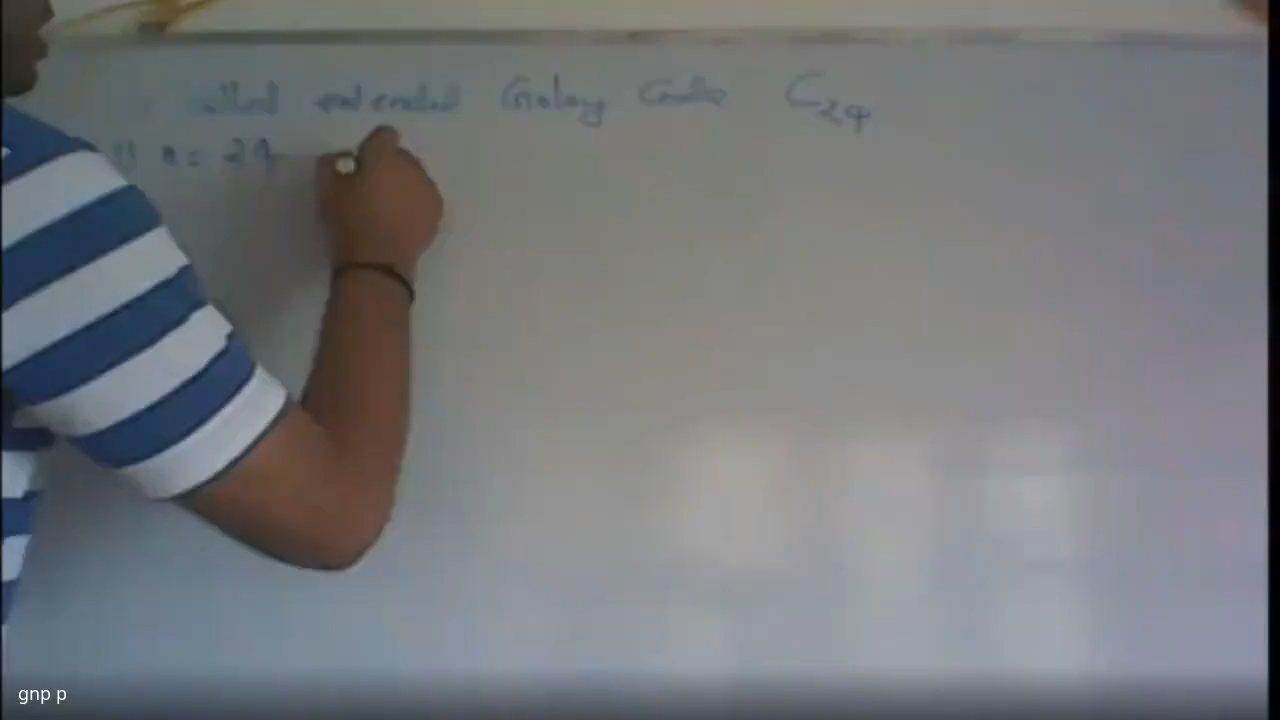 called extended Golay Code C₂₄
n = 24
gnp p